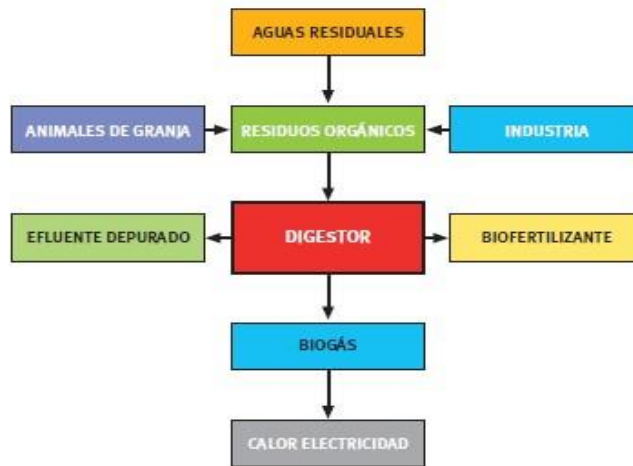 AGUAS RESIDUALES
ANIMALES DE GRANJA
RESIDUOS ORGÁNICOS
INDUSTRIA
EFLUENTE DEPURADO
DIGESTOR
BIOFERTILIZANTE
BIOGÁS
CALOR ELECTRICIDAD